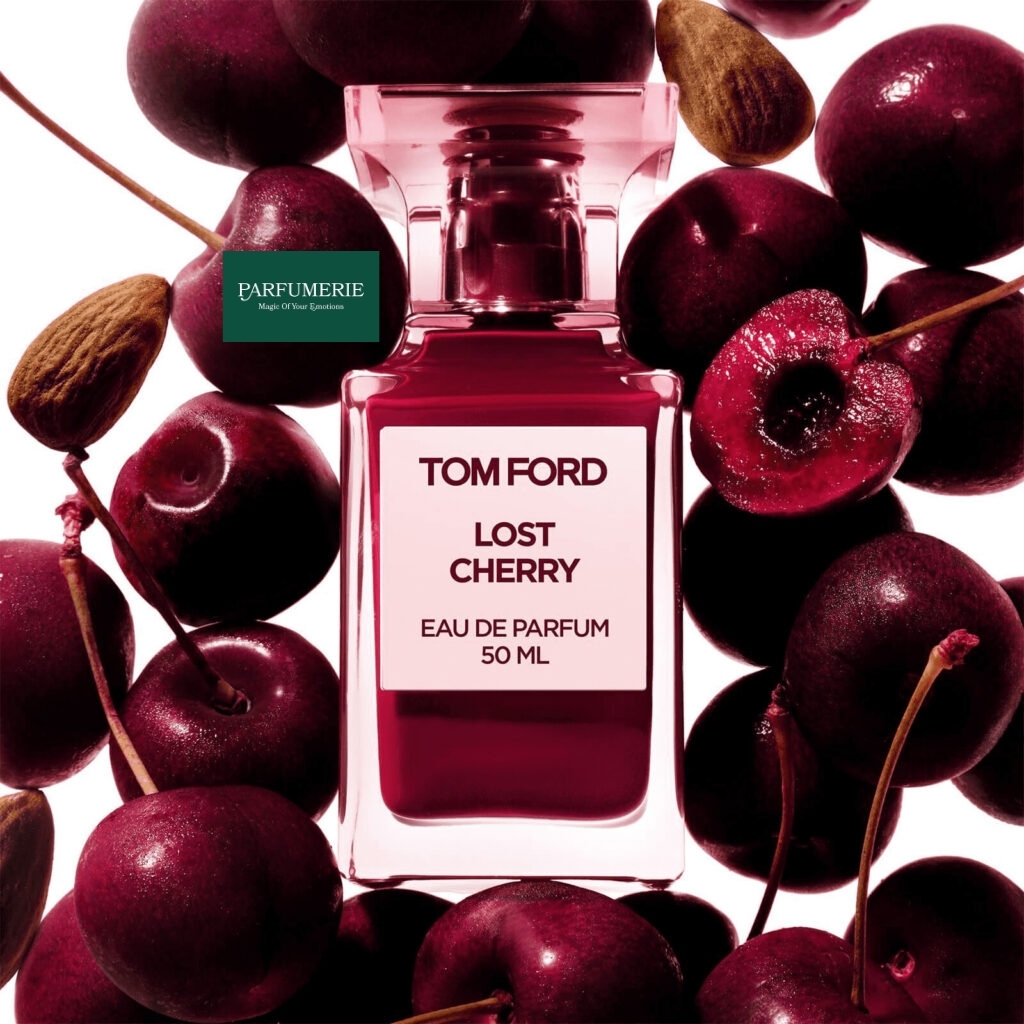 PARFUMERIE
Magic Of Your Emotions
TOM FORD
LOST
CHERRY
EAU DE PARFUM
50 ML